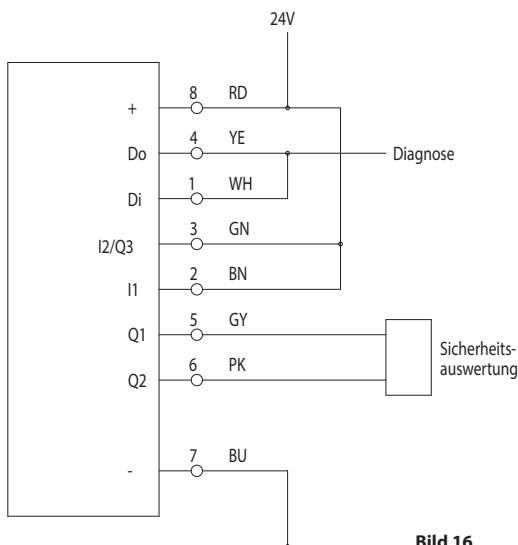 24V
+ 8 RD
Do 4 YE
Diagnose
Di 1 WH
I2/Q3 3 GN
I1 2 BN
Q1 5 GY
Q2 6 PK
Sicherheits-
auswertung
- 7 BU
Bild 16